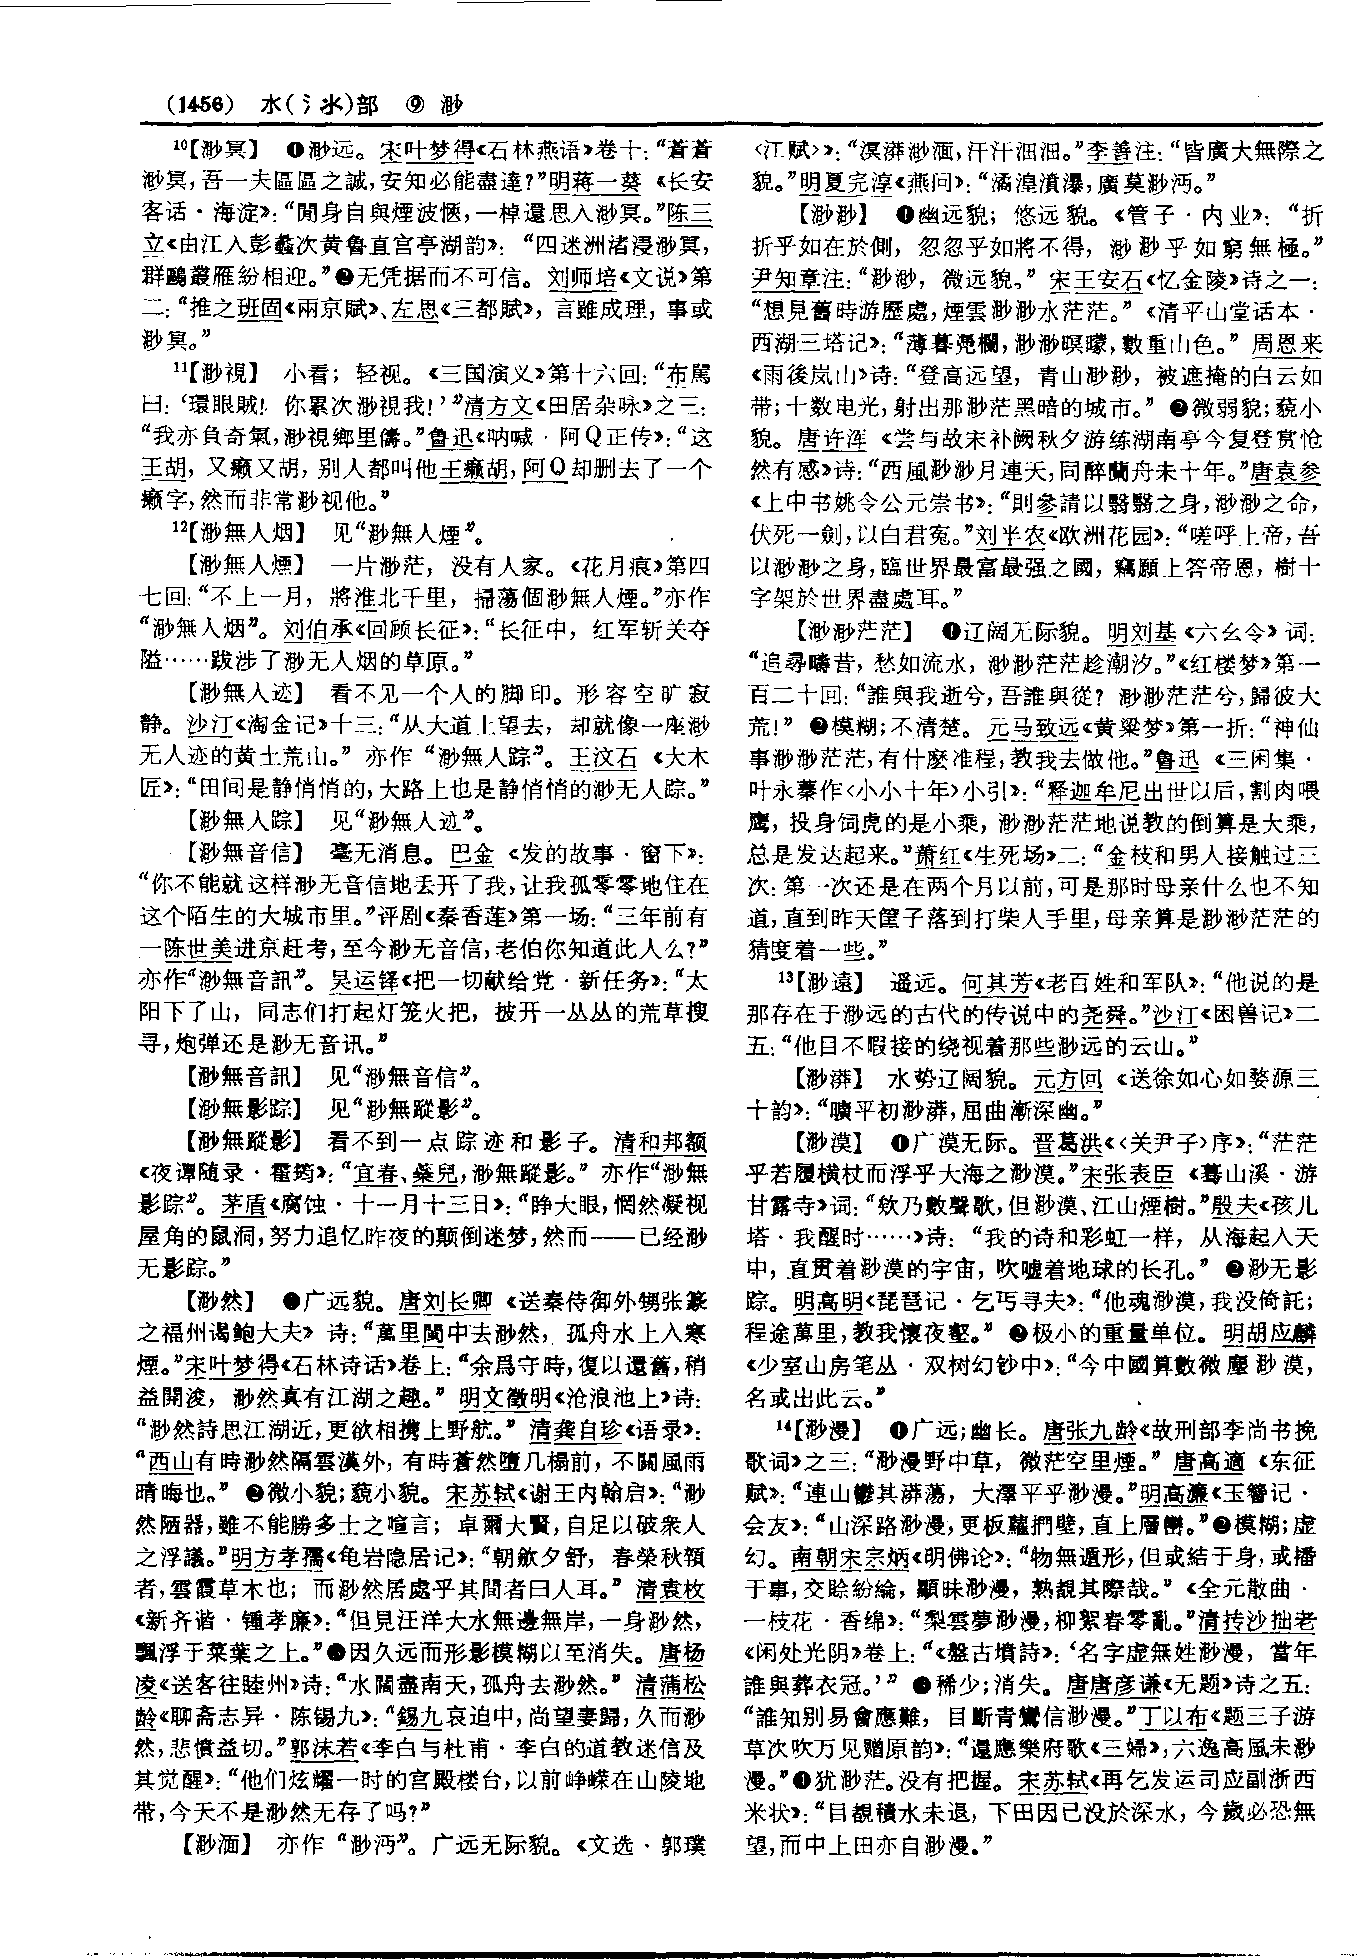 (1456) 水(氵氺)部 ⑨ 渺
¹⁰【渺冥】 ❶渺远。宋叶梦得《石林燕语》卷十：“蒼蒼
渺冥，吾一夫區區之誠，安知必能盡達？”明蒋一葵《长安
客话·海淀》：“閒身自與煙波愜，一棹還思入渺冥。”陈三
立《由江入彭蠡次黄鲁直宫亭湖韵》：“四迷洲渚浸渺冥，
群鷗叢雁紛相迎。”❷无凭据而不可信。刘师培《文说》第
二：“推之班固《兩京賦》、左思《三都賦》，言雖成理，事或
渺冥。”
¹¹【渺視】 小看；轻视。《三国演义》第十六回：“布罵
曰：‘環眼賊！你累次渺視我！’”清方文《田居杂咏》之三：
“我亦負奇氣，渺視鄉里儔。”鲁迅《呐喊·阿Q正传》：“这
王胡，又癞又胡，别人都叫他王癞胡，阿Q却删去了一个
癞字，然而非常渺视他。”
¹²【渺無人烟】 见“渺無人煙”。
【渺無人煙】 一片渺茫，没有人家。《花月痕》第四
七回：“不上一月，將淮北千里，掃蕩個渺無人煙。”亦作
“渺無人烟”。刘伯承《回顾长征》：“长征中，红军斩关夺
隘……跋涉了渺无人烟的草原。”
【渺無人迹】 看不见一个人的脚印。形容空旷寂
静。沙汀《淘金记》十三：“从大道上望去，却就像一座渺
无人迹的黄土荒山。”亦作“渺無人踪”。王汶石《大木
匠》：“田间是静悄悄的，大路上也是静悄悄的渺无人踪。”
【渺無人踪】 见“渺無人迹”。
【渺無音信】 毫无消息。巴金《发的故事·窗下》：
“你不能就这样渺无音信地丢开了我，让我孤零零地住在
这个陌生的大城市里。”评剧《秦香莲》第一场：“三年前有
一陈世美进京赶考，至今渺无音信，老伯你知道此人么？”
亦作“渺無音訊”。吴运铎《把一切献给党·新任务》：“太
阳下了山，同志们打起灯笼火把，披开一丛丛的荒草搜
寻，炮弹还是渺无音讯。”
【渺無音訊】 见“渺無音信”。
【渺無影踪】 见“渺無蹤影”。
【渺無蹤影】 看不到一点踪迹和影子。清和邦额
《夜谭随录·霍筠》：“宜春、蘂兒，渺無蹤影。”亦作“渺無
影踪”。茅盾《腐蚀·十一月十三日》：“睁大眼，惘然凝视
屋角的鼠洞，努力追忆昨夜的颠倒迷梦，然而——已经渺
无影踪。”
【渺然】 ❶广远貌。唐刘长卿《送秦侍御外甥张篆
之福州谒鲍大夫》诗：“萬里閩中去渺然，孤舟水上入寒
煙。”宋叶梦得《石林诗话》卷上：“余爲守時，復以還舊，稍
益開浚，渺然真有江湖之趣。”明文徵明《沧浪池上》诗：
“渺然詩思江湖近，更欲相携上野航。”清龚自珍《语录》：
“西山有時渺然隔雲漢外，有時蒼然墮几榻前，不關風雨
晴晦也。”❷微小貌；藐小貌。宋苏轼《谢王内翰启》：“渺
然陋器，雖不能勝多士之喧言；卓爾大賢，自足以破衆人
之浮議。”明方孝孺《龟岩隐居记》：“朝歛夕舒，春榮秋領
者，雲霞草木也；而渺然居處乎其間者曰人耳。”清袁枚
《新齐谐·锺孝廉》：“但見汪洋大水無邊無岸，一身渺然，
飄浮于菜葉之上。”❸因久远而形影模糊以至消失。唐杨
凌《送客往睦州》诗：“水闊盡南天，孤舟去渺然。”清蒲松
龄《聊斋志异·陈锡九》：“錫九哀迫中，尚望妻歸，久而渺
然，悲憤益切。”郭沫若《李白与杜甫·李白的道教迷信及
其觉醒》：“他们炫耀一时的宫殿楼台，以前峥嵘在山陵地
带，今天不是渺然无存了吗？”
【渺湎】 亦作“渺沔”。广远无际貌。《文选·郭璞
〈江赋〉》：“溟漭渺湎，汗汗沺沺。”李善注：“皆廣大無際之
貌。”明夏完淳《燕问》：“潏湟濆瀑，廣莫渺沔。”
【渺渺】 ❶幽远貌；悠远貌。《管子·内业》：“折
折乎如在於側，忽忽乎如將不得，渺渺乎如窮無極。”
尹知章注：“渺渺，微远貌。”宋王安石《忆金陵》诗之一：
“想見舊時游歷處，煙雲渺渺水茫茫。”《清平山堂话本·
西湖三塔记》：“薄暮凭欄，渺渺暝矇，數重山色。”周恩来
《雨後岚山》诗：“登高远望，青山渺渺，被遮掩的白云如
带；十数电光，射出那渺茫黑暗的城市。”❷微弱貌；藐小
貌。唐许浑《尝与故宋补阙秋夕游练湖南亭今复登赏怆
然有感》诗：“西風渺渺月連天，同醉蘭舟未十年。”唐袁参
《上中书姚令公元崇书》：“則參請以翳翳之身，渺渺之命，
伏死一劍，以白君寃。”刘半农《欧洲花园》：“嗟呼上帝，吾
以渺渺之身，臨世界最富最强之國，竊願上答帝恩，樹十
字架於世界盡處耳。”
【渺渺茫茫】 ❶辽阔无际貌。明刘基《六幺令》词：
“追尋疇昔，愁如流水，渺渺茫茫趁潮汐。”《红楼梦》第一
百二十回：“誰與我逝兮，吾誰與從？渺渺茫茫兮，歸彼大
荒！”❷模糊；不清楚。元马致远《黄粱梦》第一折：“神仙
事渺渺茫茫，有什麽准程，教我去做他。”鲁迅《三闲集·
叶永蓁作〈小小十年〉小引》：“释迦牟尼出世以后，割肉喂
鹰，投身饲虎的是小乘，渺渺茫茫地说教的倒算是大乘，
总是发达起来。”萧红《生死场》二：“金枝和男人接触过三
次：第一次还是在两个月以前，可是那时母亲什么也不知
道，直到昨天筐子落到打柴人手里，母亲算是渺渺茫茫的
猜度着一些。”
¹³【渺遠】 遥远。何其芳《老百姓和军队》：“他说的是
那存在于渺远的古代的传说中的尧舜。”沙汀《困兽记》二
五：“他目不暇接的绕视着那些渺远的云山。”
【渺漭】 水势辽阔貌。元方回《送徐如心如婺源三
十韵》：“曠平初渺漭，屈曲漸深幽。”
【渺漠】 ❶广漠无际。晋葛洪《〈关尹子〉序》：“茫茫
乎若履横杖而浮乎大海之渺漠。”宋张表臣《蓦山溪·游
甘露寺》词：“欸乃數聲歌，但渺漠、江山煙樹。”殷夫《孩儿
塔·我醒时……》诗：“我的诗和彩虹一样，从海起入天
中，直贯着渺漠的宇宙，吹嘘着地球的长孔。”❷渺无影
踪。明高明《琵琶记·乞丐寻夫》：“他魂渺漠，我没倚託；
程途萬里，教我懷夜壑。”❸极小的重量单位。明胡应麟
《少室山房笔丛·双树幻钞中》：“今中國算數微塵渺漠，
名或出此云。”
¹⁴【渺漫】 ❶广远；幽长。唐张九龄《故刑部李尚书挽
歌词》之三：“渺漫野中草，微茫空里煙。”唐高適《东征
赋》：“連山鬱其漭蕩，大澤平乎渺漫。”明高濂《玉簪记·
会友》：“山深路渺漫，更板蘿捫壁，直上層巒。”❷模糊；虚
幻。南朝宋宗炳《明佛论》：“物無遁形，但或結于身，或播
于事，交賒紛綸，顯昧渺漫，熟覩其際哉。”《全元散曲·
一枝花·香绵》：“梨雲夢渺漫，柳絮春零亂。”清抟沙拙老
《闲处光阴》卷上：“《盤古墳詩》：‘名字虚無姓渺漫，當年
誰與葬衣冠。’”❸稀少；消失。唐唐彦谦《无题》诗之五：
“誰知别易會應難，目斷青鸞信渺漫。”丁以布《题三子游
草次吹万见赠原韵》：“還應樂府歌《三婦》，六逸高風未渺
漫。”❹犹渺茫。没有把握。宋苏轼《再乞发运司应副浙西
米状》：“目覩積水未退，下田因已没於深水，今歲必恐無
望，而中上田亦自渺漫。”